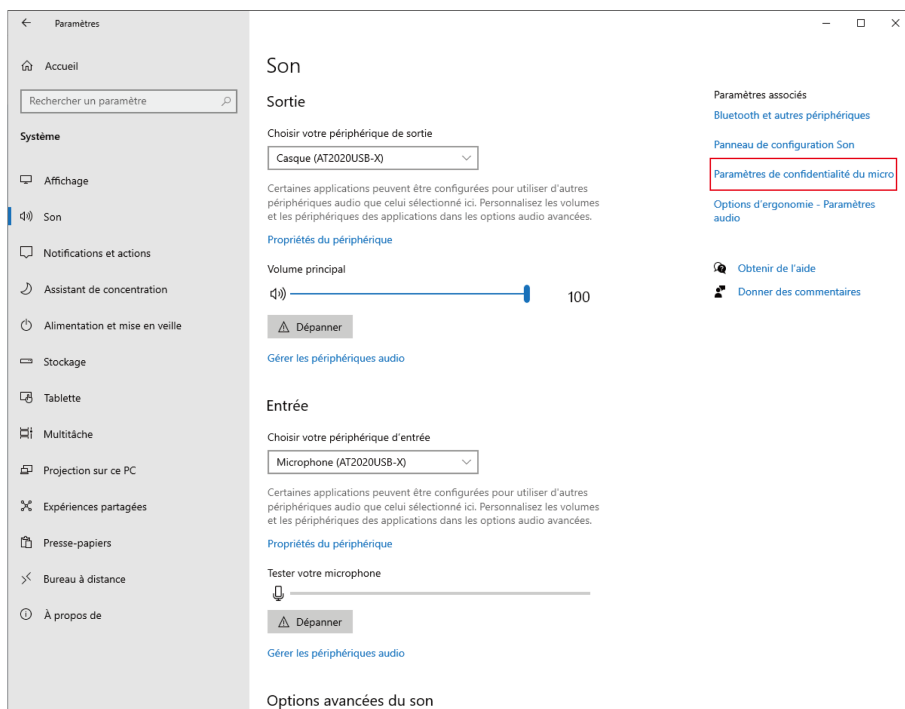 Paramètres
Accueil
Rechercher un paramètre
Système
Affichage
Son
Notifications et actions
Assistant de concentration
Alimentation et mise en veille
Stockage
Tablette
Multitâche
Projection sur ce PC
Expériences partagées
Presse-papiers
Bureau à distance
À propos de
Son
Sortie
Choisir votre périphérique de sortie
Casque (AT2020USB-X)
Certaines applications peuvent être configurées pour utiliser d'autres
périphériques audio que celui sélectionné ici. Personnalisez les volumes
et les périphériques des applications dans les options audio avancées.
Propriétés du périphérique
Volume principal
100
Dépanner
Gérer les périphériques audio
Entrée
Choisir votre périphérique d'entrée
Microphone (AT2020USB-X)
Certaines applications peuvent être configurées pour utiliser d'autres
périphériques audio que celui sélectionné ici. Personnalisez les volumes
et les périphériques des applications dans les options audio avancées.
Propriétés du périphérique
Tester votre microphone
Dépanner
Gérer les périphériques audio
Options avancées du son
Paramètres associés
Bluetooth et autres périphériques
Panneau de configuration Son
Paramètres de confidentialité du micro
Options d'ergonomie - Paramètres
audio
Obtenir de l'aide
Donner des commentaires